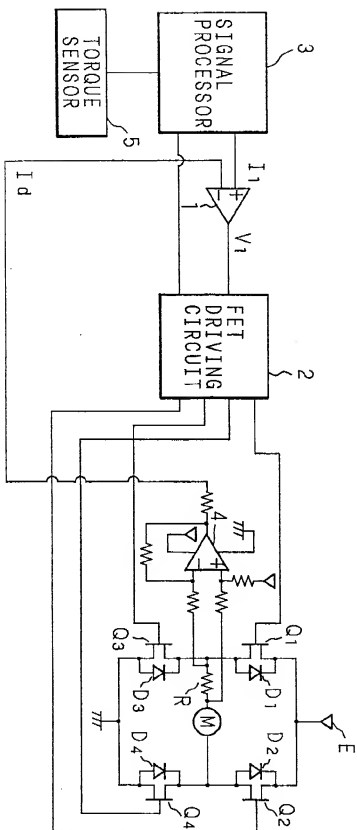 3
SIGNAL
PROCESSOR
TORQUE
SENSOR
5
I1
+
−
1
V1
Id
FET
DRIVING
CIRCUIT
2
4
+
−
Q1
D1
Q3
D3
R
M
E
D2
Q2
D4
Q4